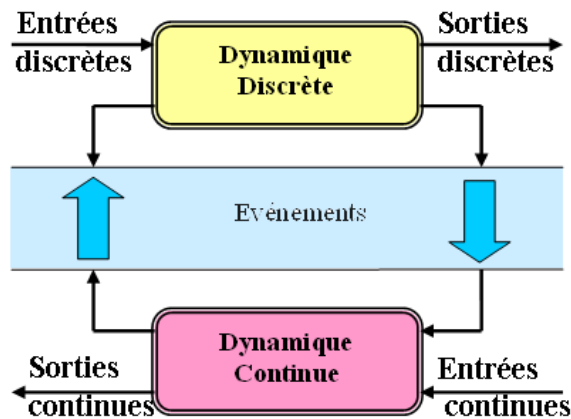 Entrées
discrètes
Dynamique
Discrète
Sorties
discrètes
Evénements
Dynamique
Continue
Sorties
continues
Entrées
continues